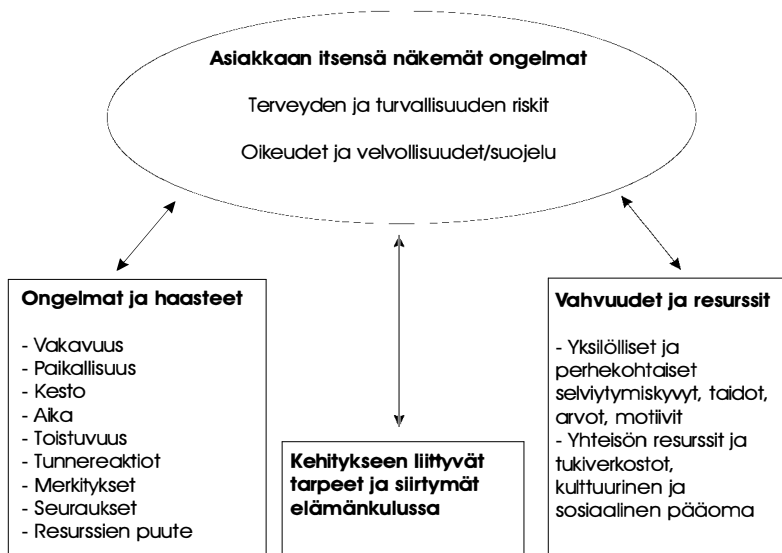 Asiakkaan itsensä näkemät ongelmat
Terveyden ja turvallisuuden riskit
Oikeudet ja velvollisuudet/suojelu
Ongelmat ja haasteet
- Vakavuus
- Paikallisuus
- Kesto
- Aika
- Toistuvuus
- Tunnereaktiot
- Merkitykset
- Seuraukset
- Resurssien puute
Kehitykseen liittyvät
tarpeet ja siirtymät
elämänkulussa
Vahvuudet ja resurssit
- Yksilölliset ja
perhekohtaiset
selviytymiskyvyt, taidot,
arvot, motiivit
- Yhteisön resurssit ja
tukiverkostot,
kulttuurinen ja
sosiaalinen pääoma